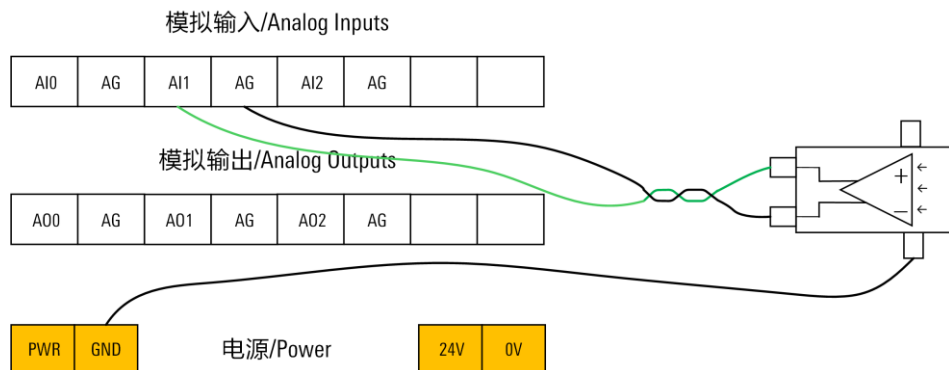 模拟输入/Analog Inputs
AI0 AG AI1 AG AI2 AG
模拟输出/Analog Outputs
AO0 AG AO1 AG AO2 AG
+
−
PWR GND 电源/Power 24V 0V